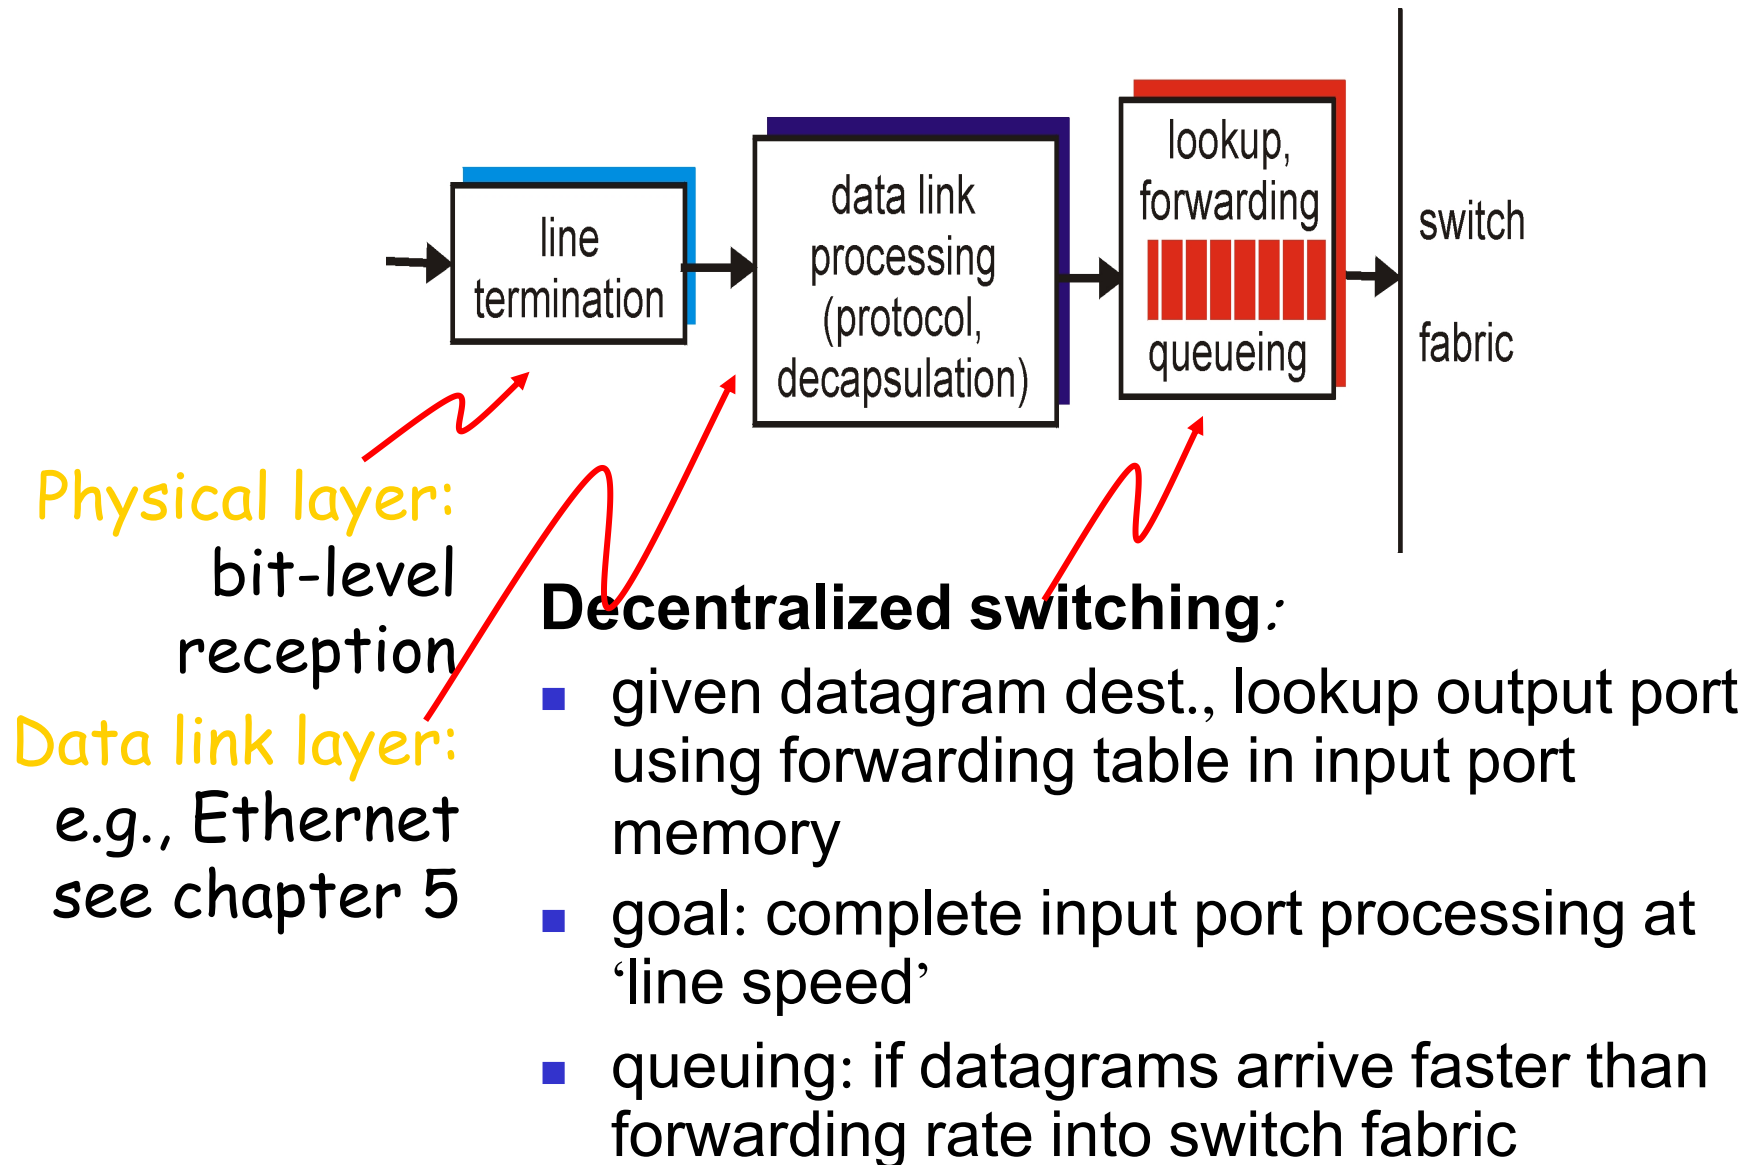 line
termination
data link
processing
(protocol,
decapsulation)
lookup,
forwarding
queueing
switch
fabric
Physical layer:
bit-level
reception
Data link layer:
e.g., Ethernet
see chapter 5
Decentralized switching:
given datagram dest., lookup output port
using forwarding table in input port
memory
goal: complete input port processing at
‘line speed’
queuing: if datagrams arrive faster than
forwarding rate into switch fabric